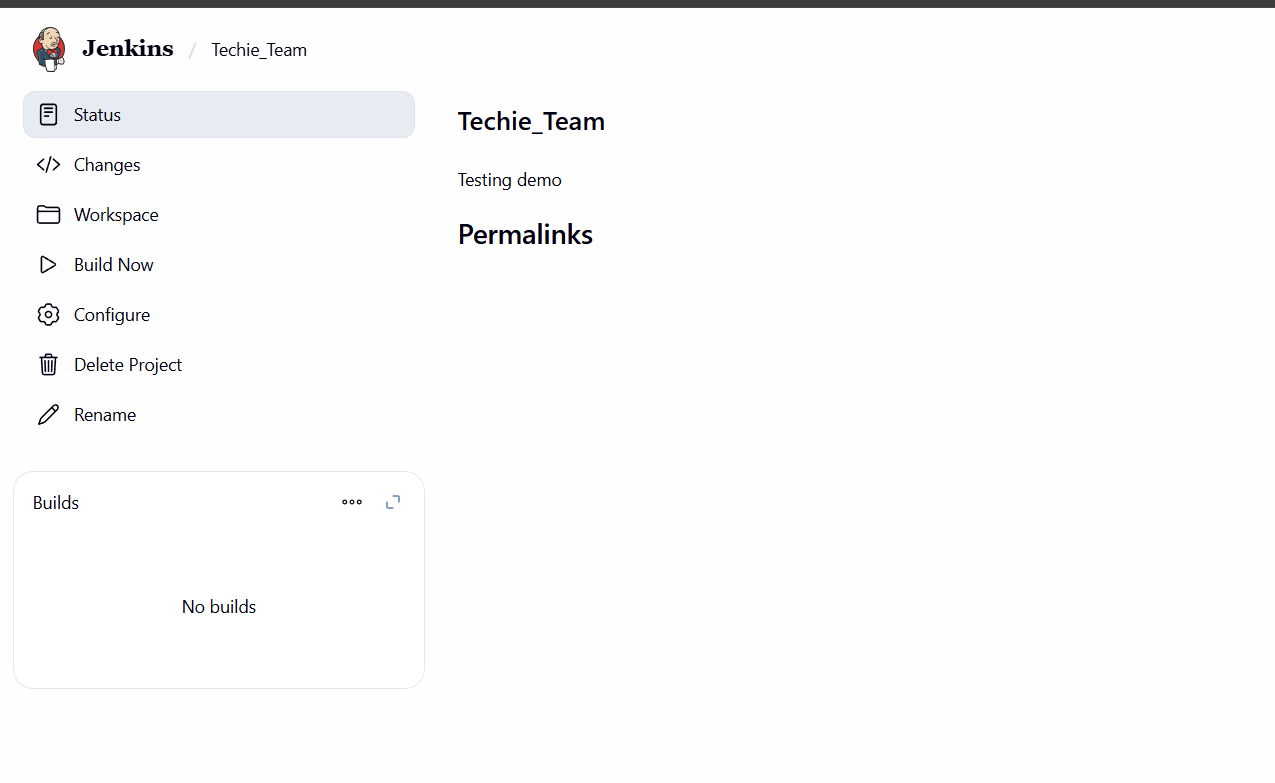 Jenkins / Techie_Team
Status
Changes
Workspace
Build Now
Configure
Delete Project
Rename
Builds
No builds
Techie_Team
Testing demo
Permalinks